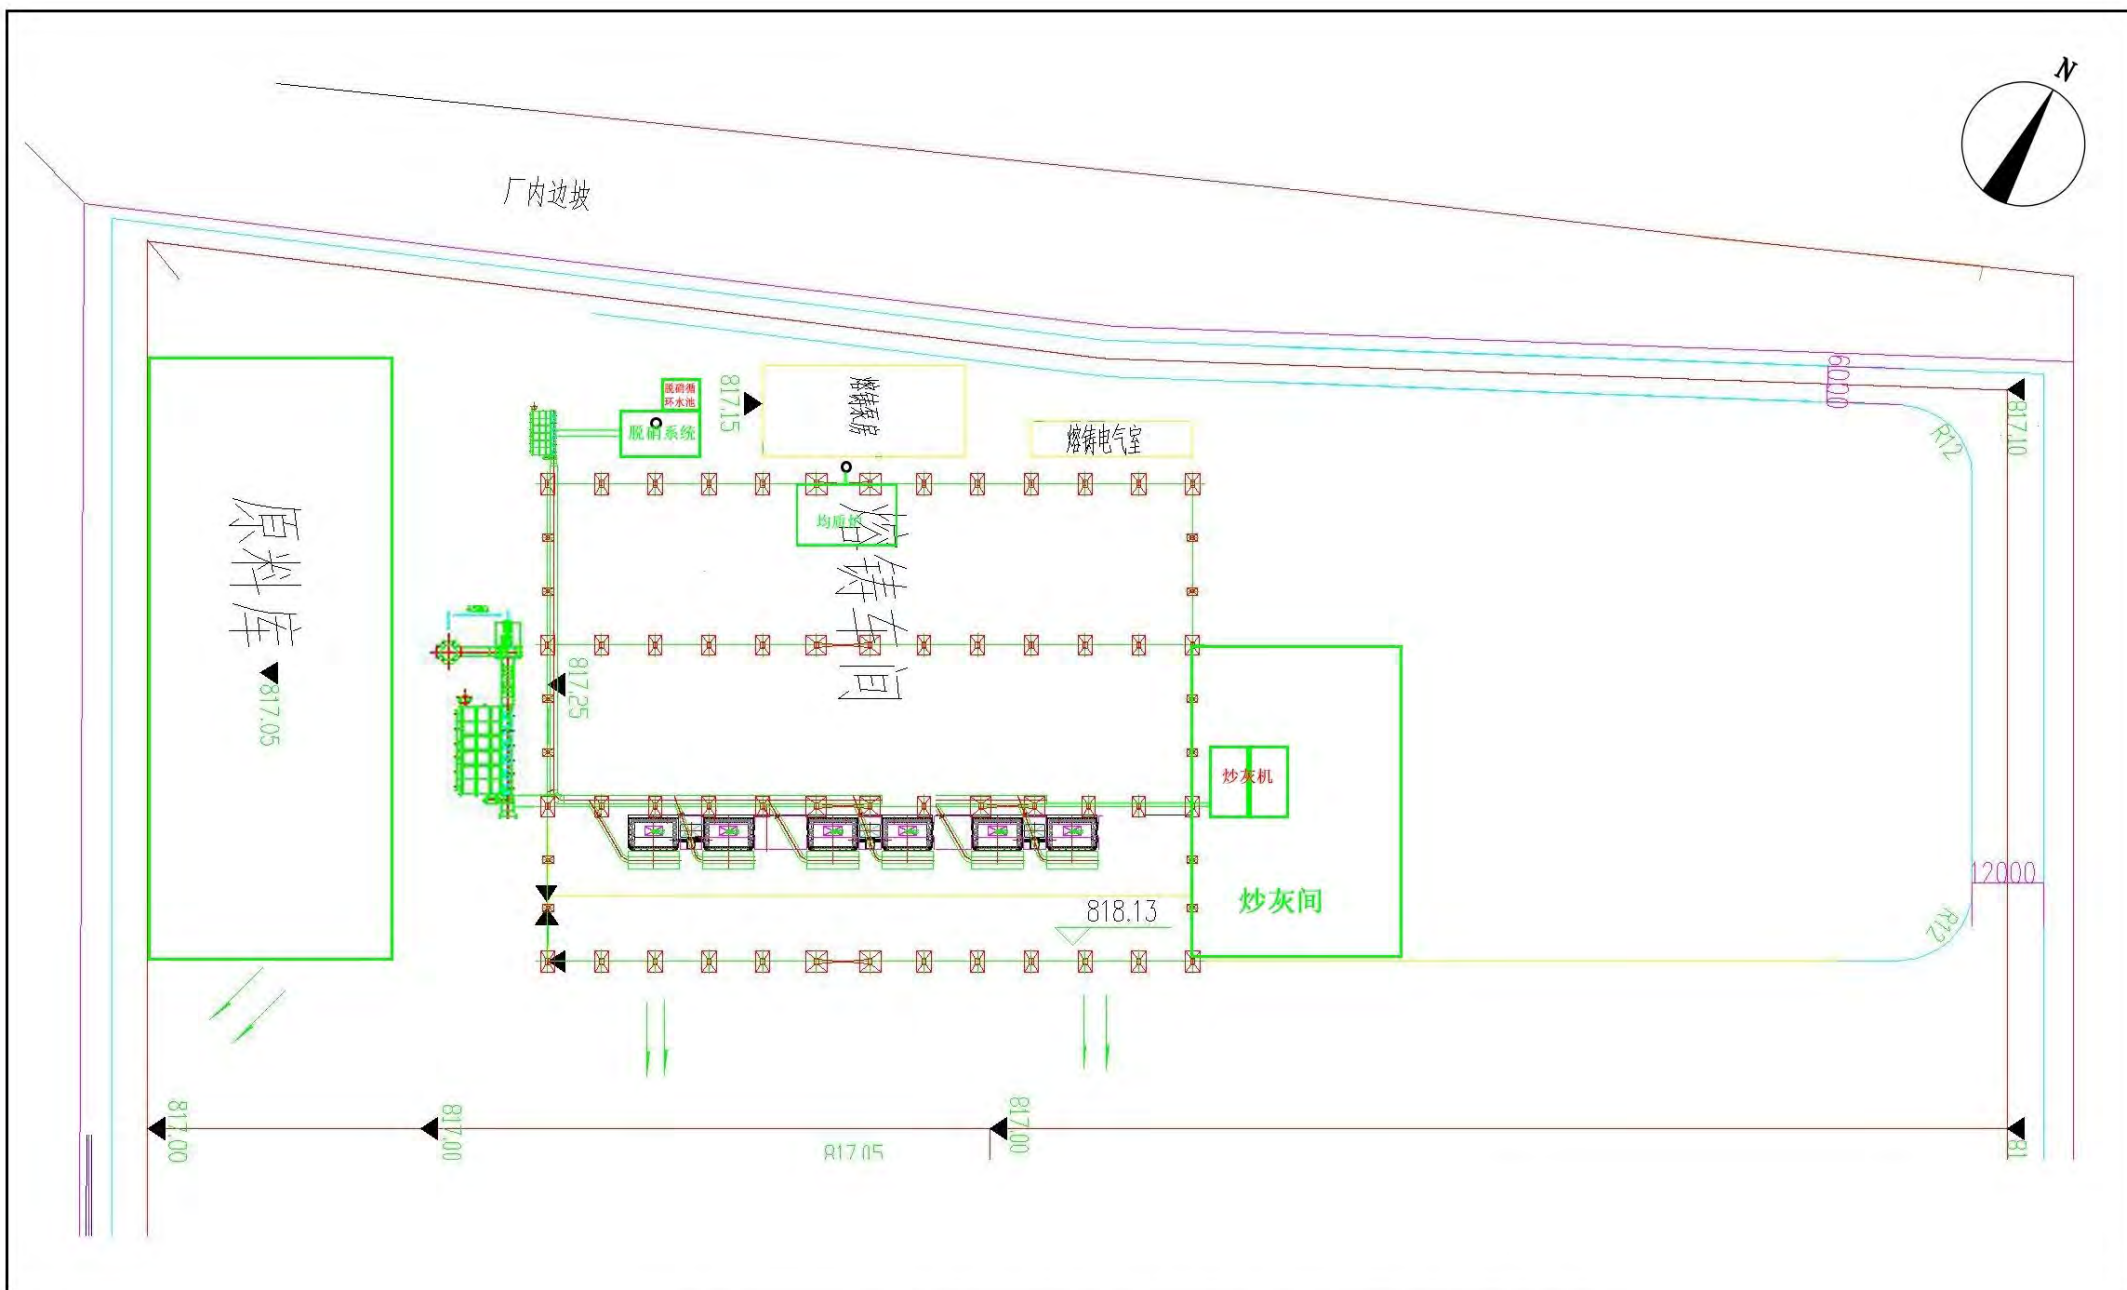 N
厂内边坡
6000
817.10
R12
脱硝循
环水池
脱硝系统
817.15
熔铸泵房
熔铸电气室
均质炉
熔铸车间
原料库
817.05
817.25
炒灰机
炒灰间
818.13
12000
R12
817.00
817.00
817.05
817.00